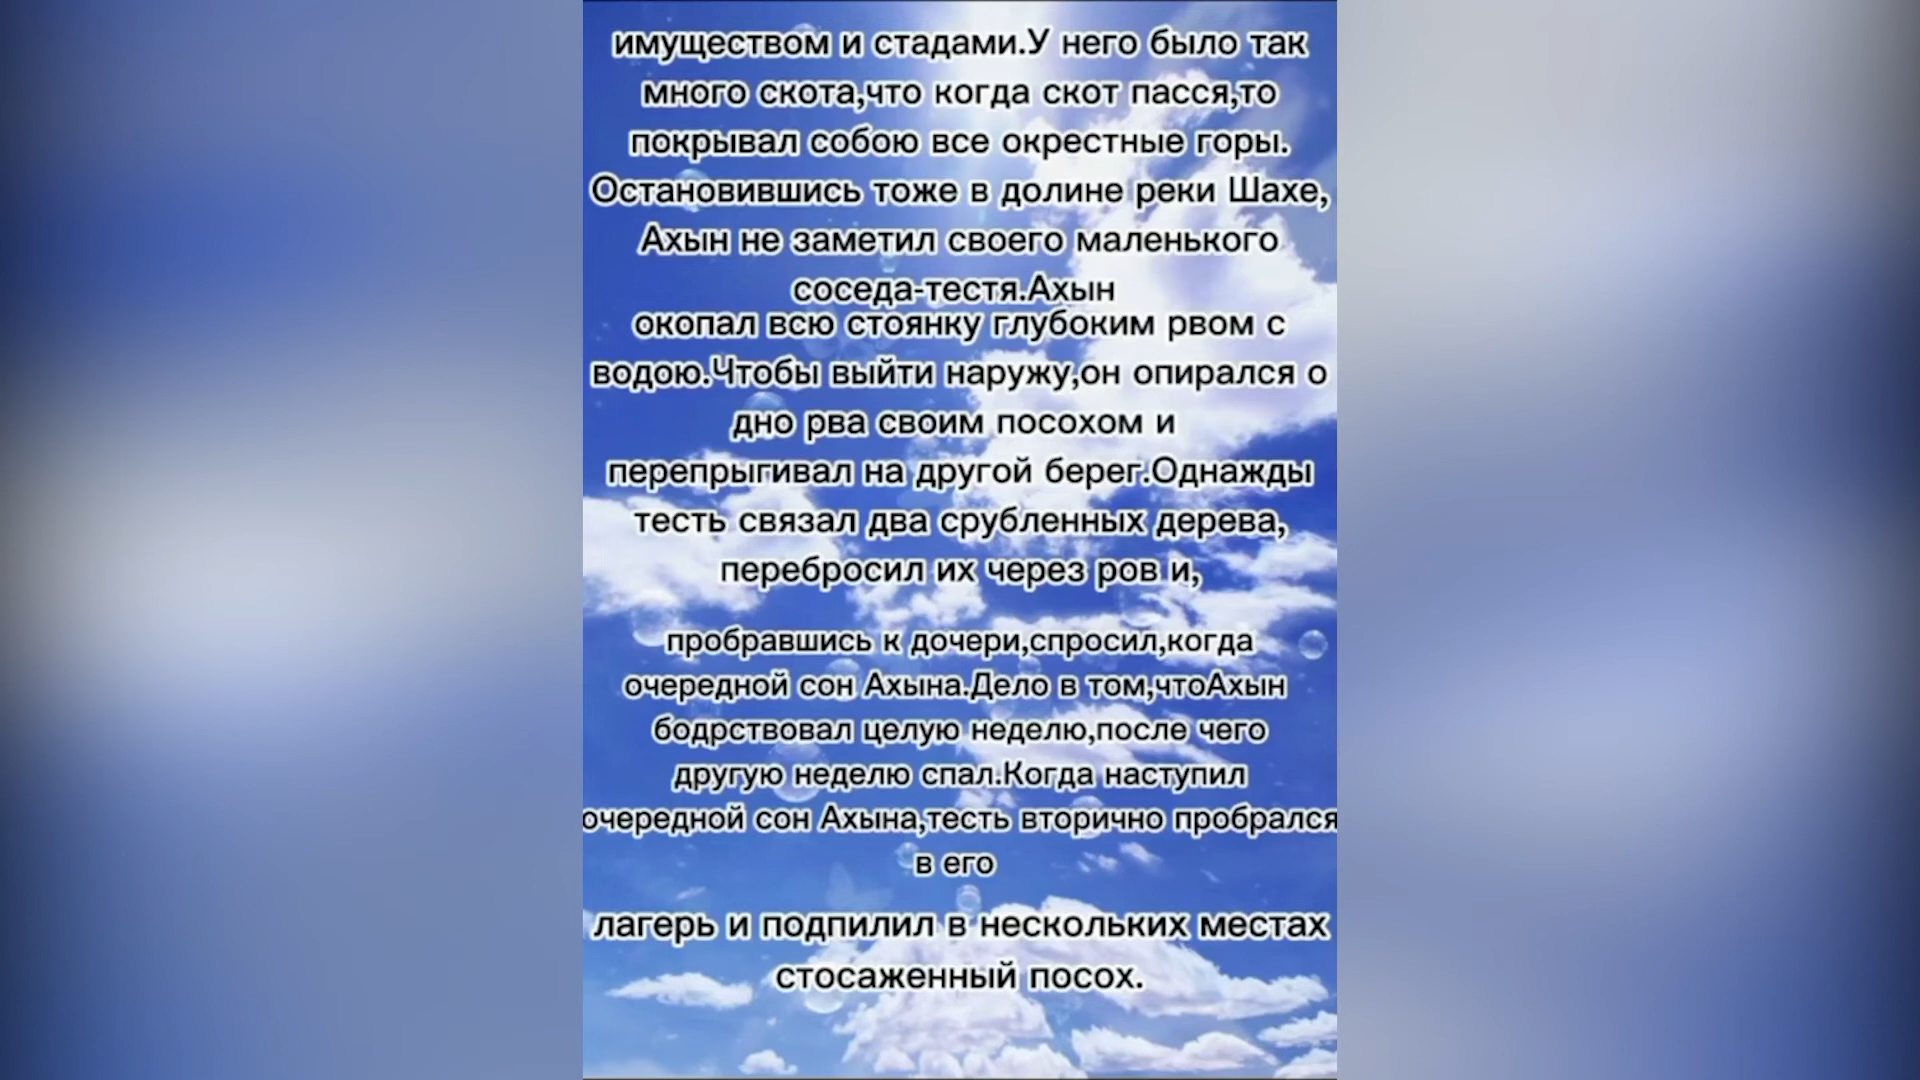 имуществом и стадами.У него было так
много скота,что когда скот пасся,то
покрывал собою все окрестные горы.
Остановившись тоже в долине реки Шахе,
Ахын не заметил своего маленького
соседа-тестя.Ахын
окопал всю стоянку глубоким рвом с
водою.Чтобы выйти наружу,он опирался о
дно рва своим посохом и
перепрыгивал на другой берег.Однажды
тесть связал два срубленных дерева,
перебросил их через ров и,
пробравшись к дочери,спросил,когда
очередной сон Ахына.Дело в том,чтоАхын
бодрствовал целую неделю,после чего
другую неделю спал.Когда наступил
очередной сон Ахына,тесть вторично пробрался
в его
лагерь и подпилил в нескольких местах
стосаженный посох.